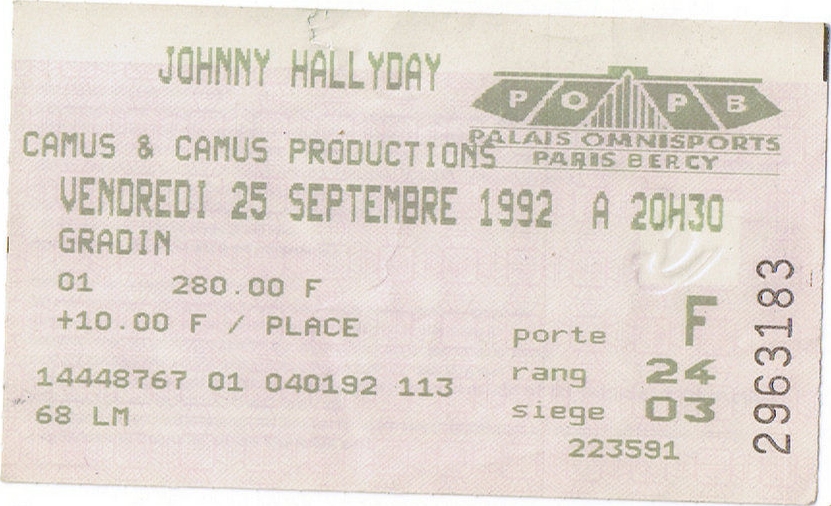 JOHNNY HALLYDAY
P O P B
PALAIS OMNISPORTS
PARIS BERCY
CAMUS & CAMUS PRODUCTIONS
VENDREDI 25 SEPTEMBRE 1992 A 20H30
GRADIN
01 280.00 F
+10.00 F / PLACE
porte F
rang 24
siege 03
14448767 01 040192 113
68 LM
223591
2963183